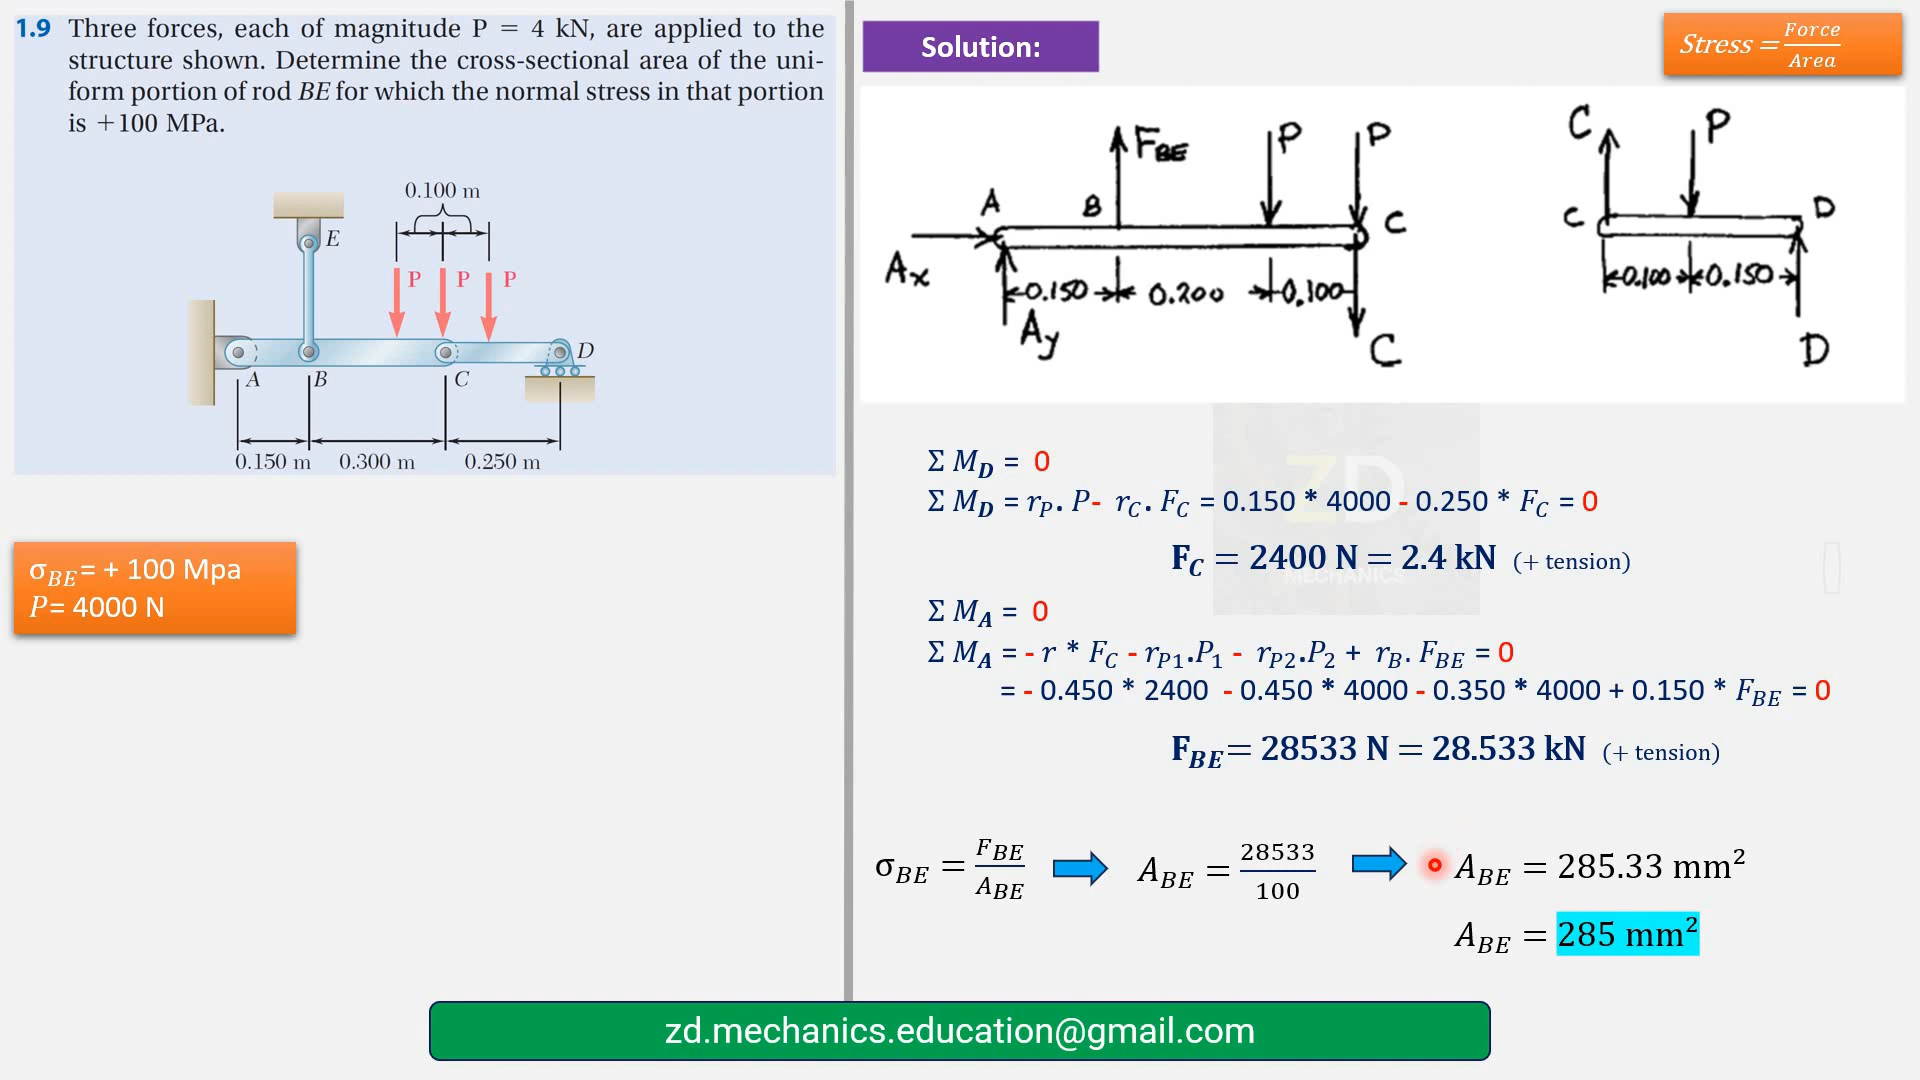 1.9 Three forces, each of magnitude P = 4 kN, are applied to the
structure shown. Determine the cross-sectional area of the uni-
form portion of rod BE for which the normal stress in that portion
is +100 MPa.
0.100 m
E
P P P
A B C D
0.150 m 0.300 m 0.250 m
σBE= + 100 Mpa
P= 4000 N
Solution:
Stress = Force/Area
FBE P P
A B C
Ax
0.150 0.200 0.100
Ay C
C P
C D
0.100 0.150
D
ZD
MECHANICS
Σ MD = 0
Σ MD = rP. P- rC. FC = 0.150 * 4000 - 0.250 * FC = 0
FC = 2400 N = 2.4 kN (+ tension)
Σ MA = 0
Σ MA = - r * FC - rP1.P1 - rP2.P2 + rB. FBE = 0
= - 0.450 * 2400 - 0.450 * 4000 - 0.350 * 4000 + 0.150 * FBE = 0
FBE= 28533 N = 28.533 kN (+ tension)
σBE = FBE/ABE ABE = 28533/100 ABE = 285.33 mm²
ABE = 285 mm²
zd.mechanics.education@gmail.com